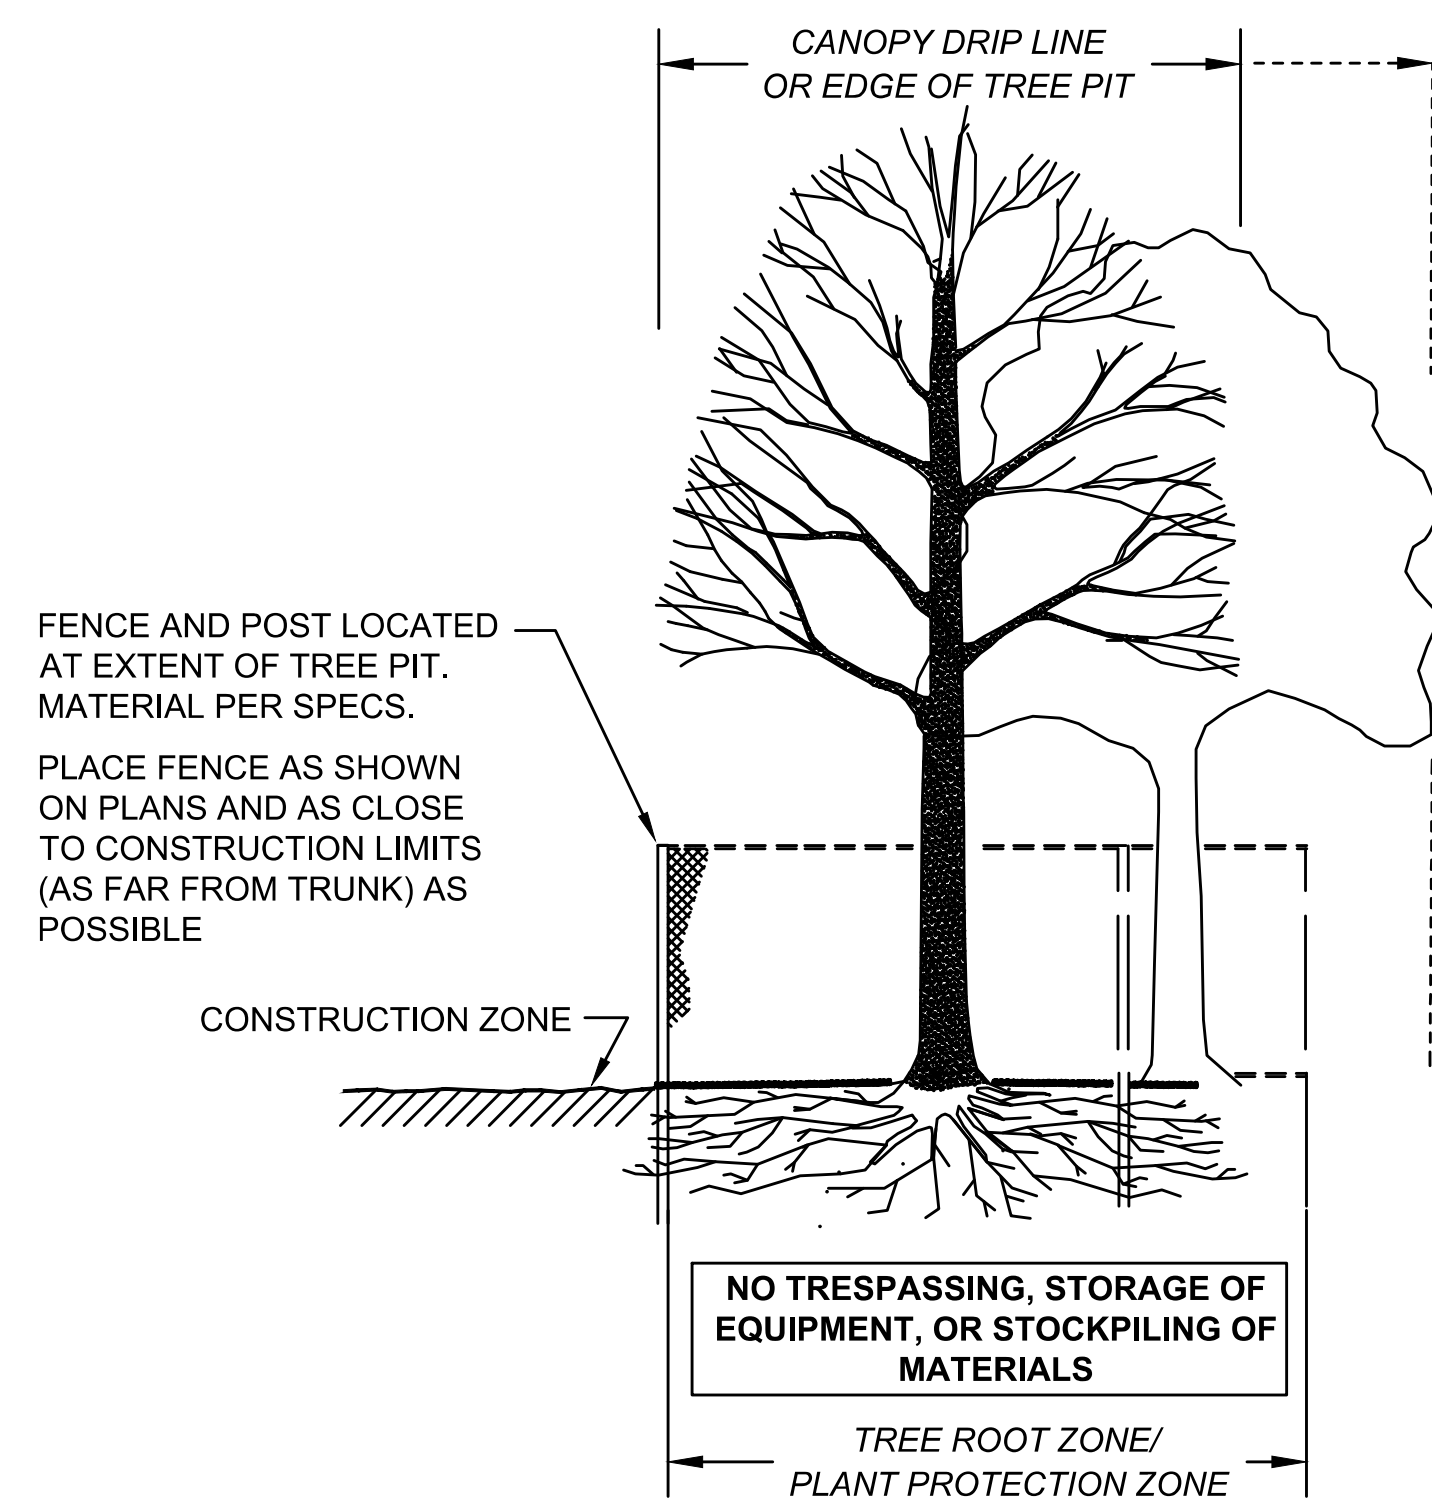 CANOPY DRIP LINE
OR EDGE OF TREE PIT
FENCE AND POST LOCATED
AT EXTENT OF TREE PIT.
MATERIAL PER SPECS.
PLACE FENCE AS SHOWN
ON PLANS AND AS CLOSE
TO CONSTRUCTION LIMITS
(AS FAR FROM TRUNK) AS
POSSIBLE
CONSTRUCTION ZONE
NO TRESPASSING, STORAGE OF
EQUIPMENT, OR STOCKPILING OF
MATERIALS
TREE ROOT ZONE/
PLANT PROTECTION ZONE